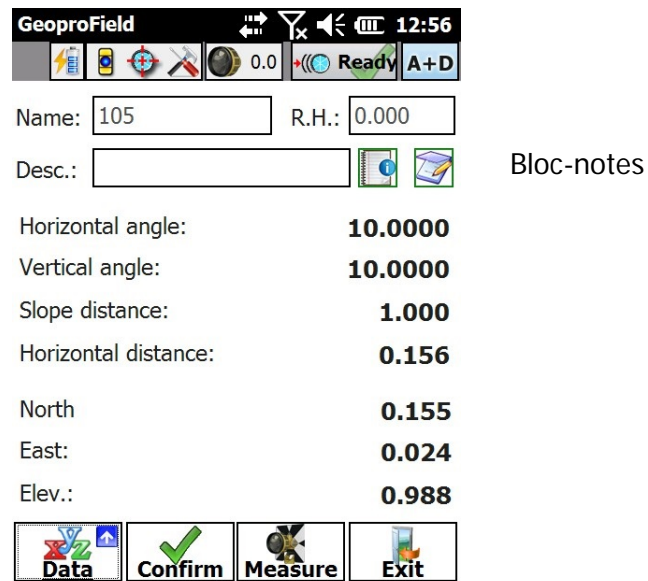 GeoproField 12:56
0.0 Ready A+D
Name: 105 R.H.: 0.000
Desc.:
Bloc-notes
Horizontal angle: 10.0000
Vertical angle: 10.0000
Slope distance: 1.000
Horizontal distance: 0.156
North 0.155
East: 0.024
Elev.: 0.988
Data Confirm Measure Exit